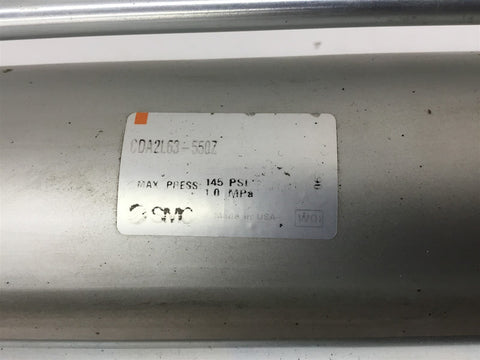 CDA2L63-550Z
MAX PRESS 145 PSI
1.0 MPa
SMC Made in USA